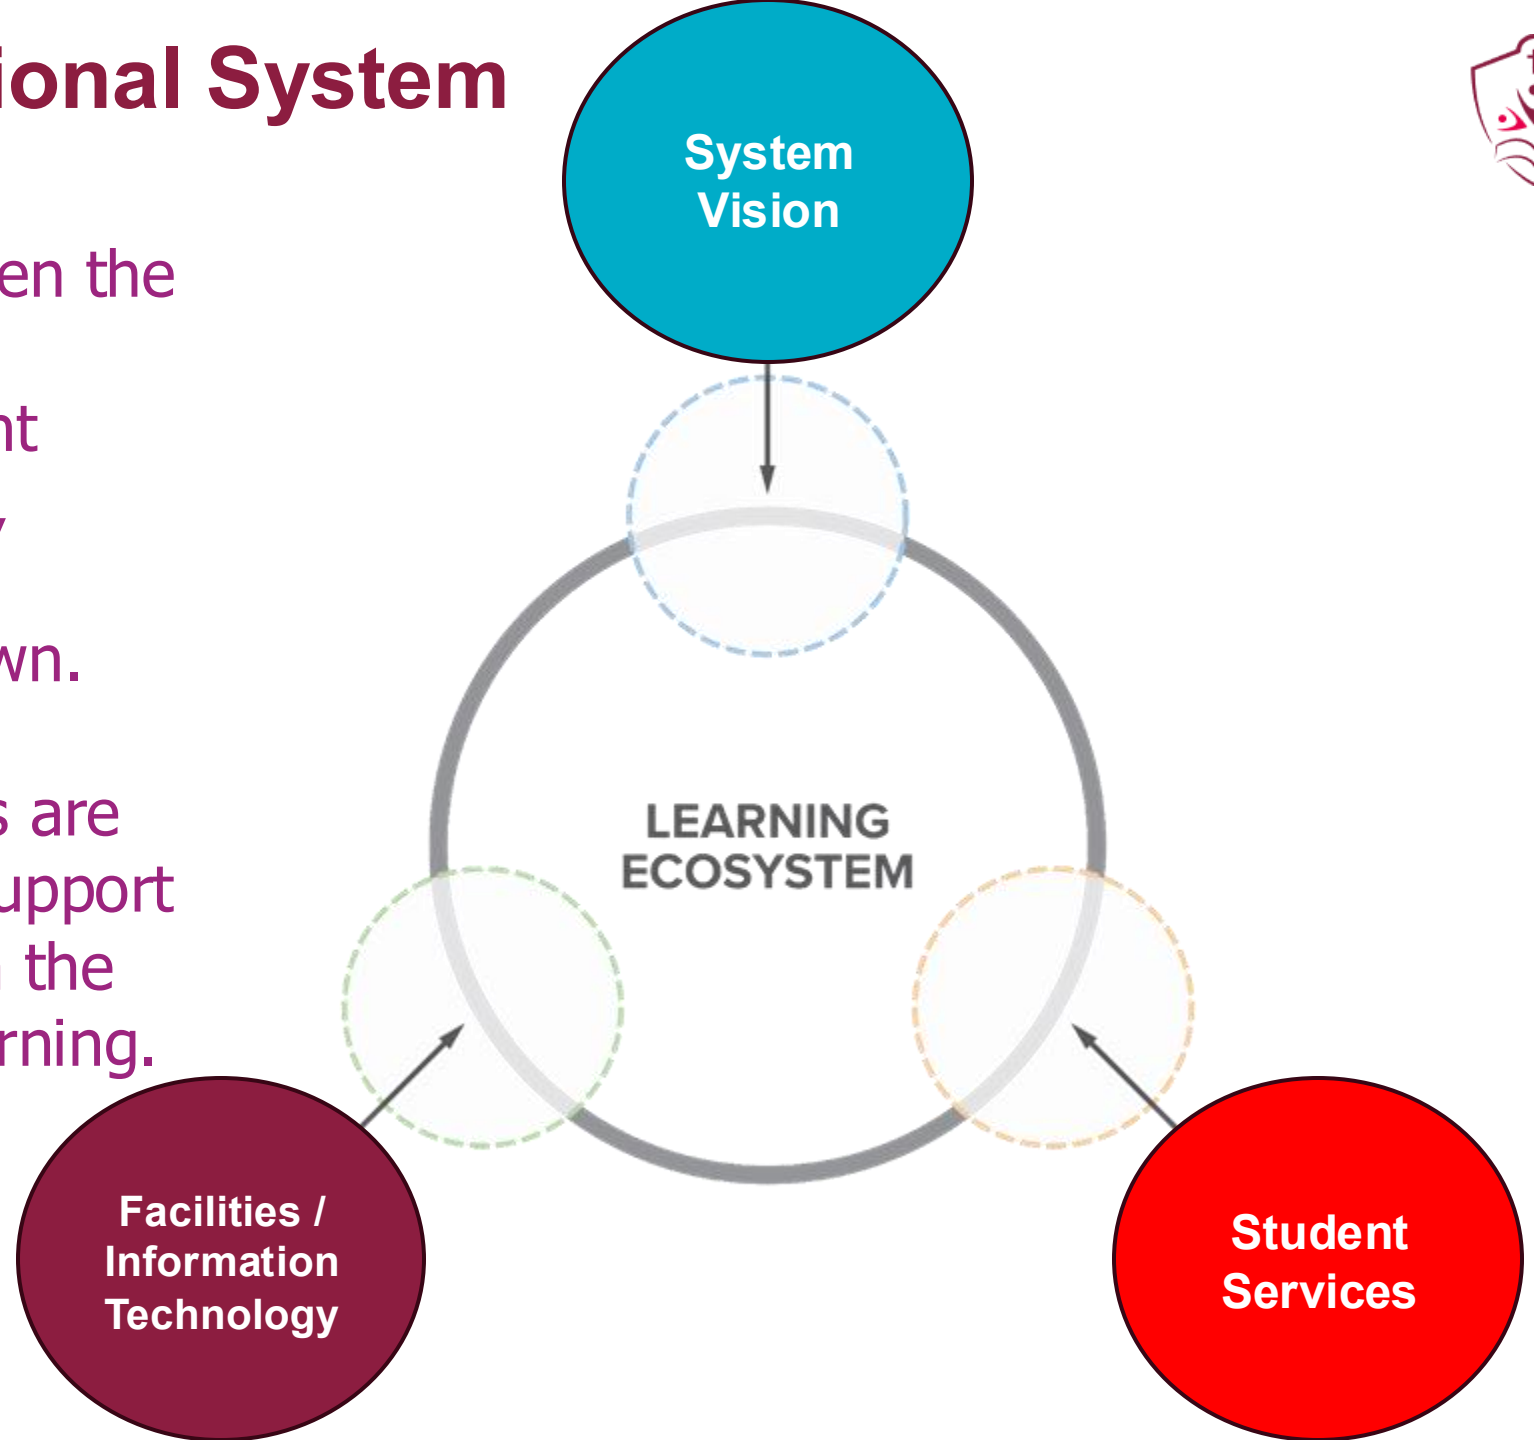 ional System
System
Vision
en the
nt
y
wn.
s are
upport
n the
rning.
LEARNING
ECOSYSTEM
Facilities /
Information
Technology
Student
Services